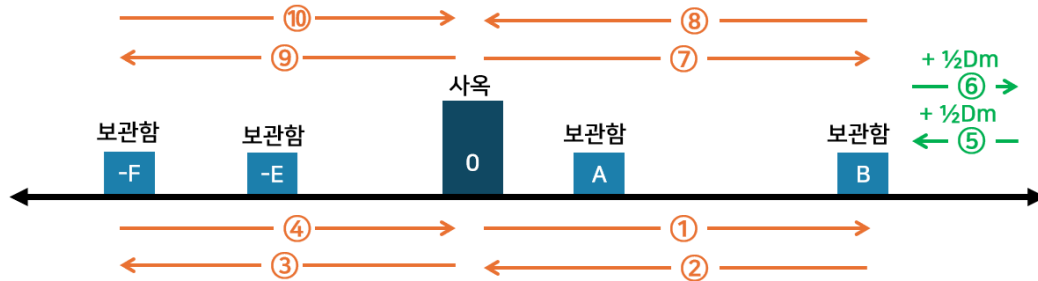 ⑩ ⑧
⑨ ⑦
+ ½Dm
⑥
+ ½Dm
⑤
사옥
보관함 보관함 보관함 보관함
-F -E 0 A B
④ ①
③ ②